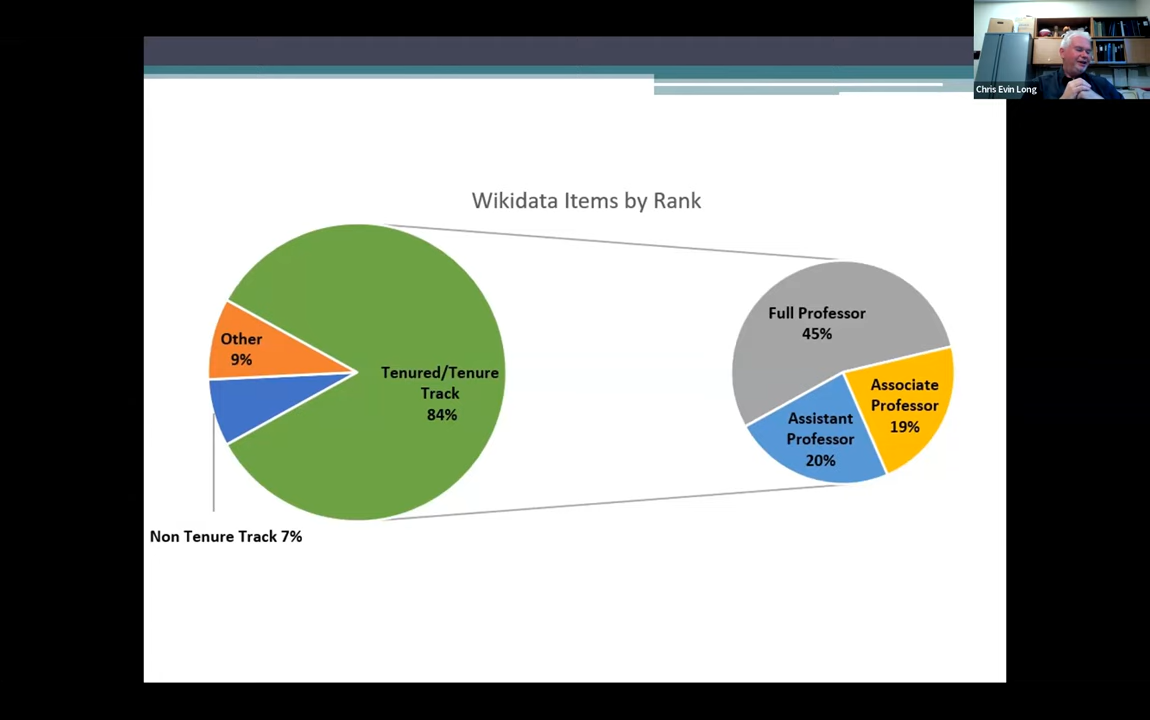 Chris Evin Long
Wikidata Items by Rank
Other
9%
Tenured/Tenure
Track
84%
Non Tenure Track 7%
Full Professor
45%
Associate
Professor
19%
Assistant
Professor
20%